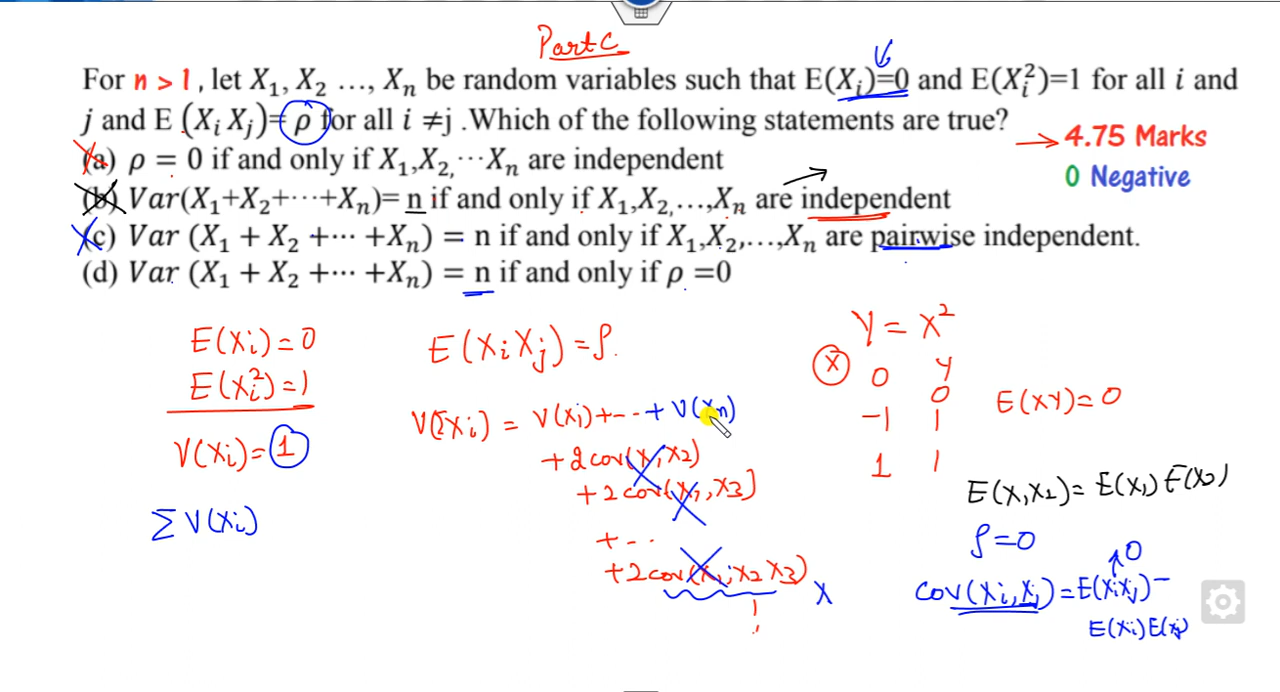 Part C
For n > 1, let X₁, X₂ ..., Xₙ be random variables such that E(Xᵢ)=0 and E(Xᵢ²)=1 for all i and
j and E (XᵢXⱼ)= ρ for all i ≠j .Which of the following statements are true?
→ 4.75 Marks
0 Negative
(a) ρ = 0 if and only if X₁,X₂, ⋯Xₙ are independent
(b) Var(X₁+X₂+⋯+Xₙ)= n if and only if X₁,X₂,…,Xₙ are independent
(c) Var (X₁ + X₂ +⋯ +Xₙ) = n if and only if X₁,X₂,…,Xₙ are pairwise independent.
(d) Var (X₁ + X₂ +⋯ +Xₙ) = n if and only if ρ =0
E(Xi)=0
E(Xi²)=1
V(Xi)=1
Σ V(Xi)
E(XiXj)=ρ.
V(ΣXi) = V(X1)+--+V(Xn)
+2cov(X1,X2)
+2cov(X1,X3)
+--
+2cov(X1,X2X3) X
Y = X²
X Y
0 0
-1 1
1 1
E(XY)=0
E(X1X2)= E(X1)E(X2)
ρ=0
0
cov(Xi,Xj)=E(XiXj)-
E(Xi)E(Xj)